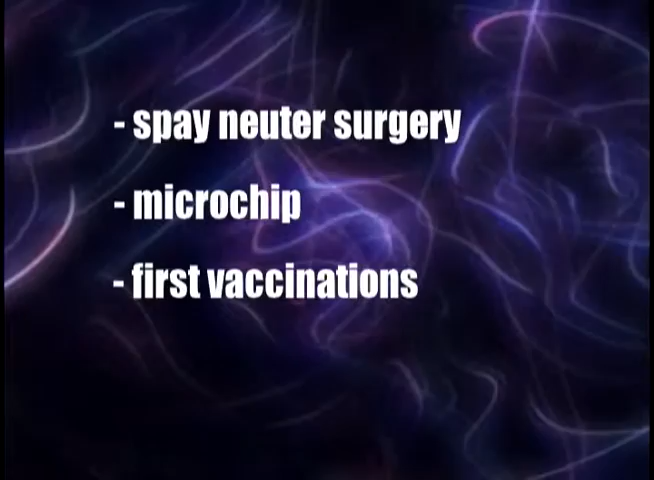 - spay neuter surgery
- microchip
- first vaccinations